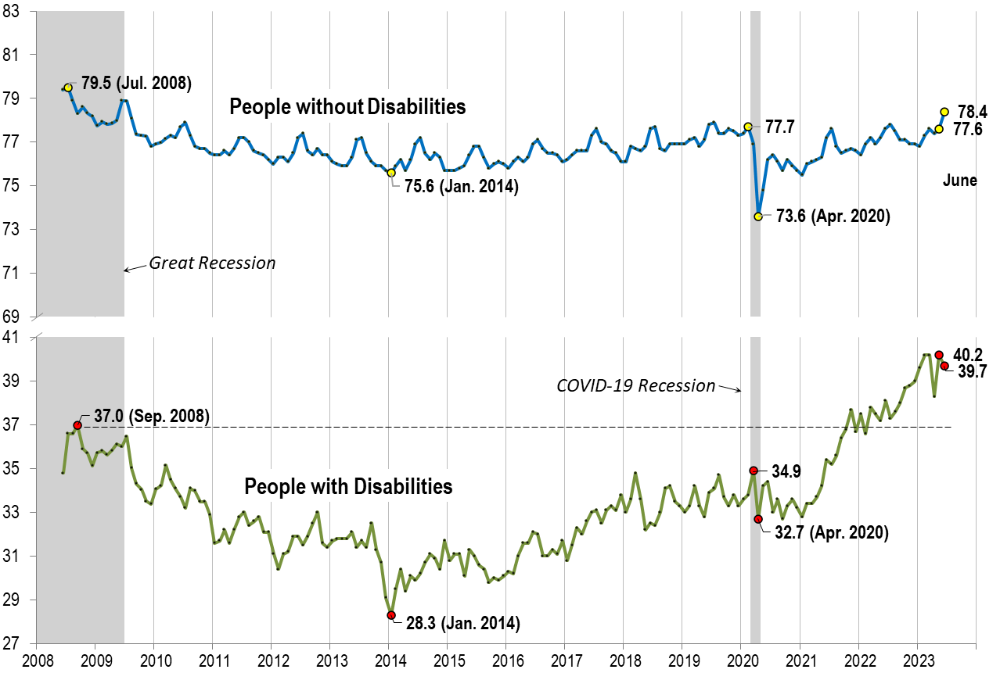 83
81
79
77
75
73
71
69
79.5 (Jul. 2008)
People without Disabilities
77.7
78.4
77.6
75.6 (Jan. 2014)
June
73.6 (Apr. 2020)
Great Recession
41
39
37
35
33
31
29
27
40.2
39.7
COVID-19 Recession
37.0 (Sep. 2008)
34.9
People with Disabilities
32.7 (Apr. 2020)
28.3 (Jan. 2014)
2008 2009 2010 2011 2012 2013 2014 2015 2016 2017 2018 2019 2020 2021 2022 2023